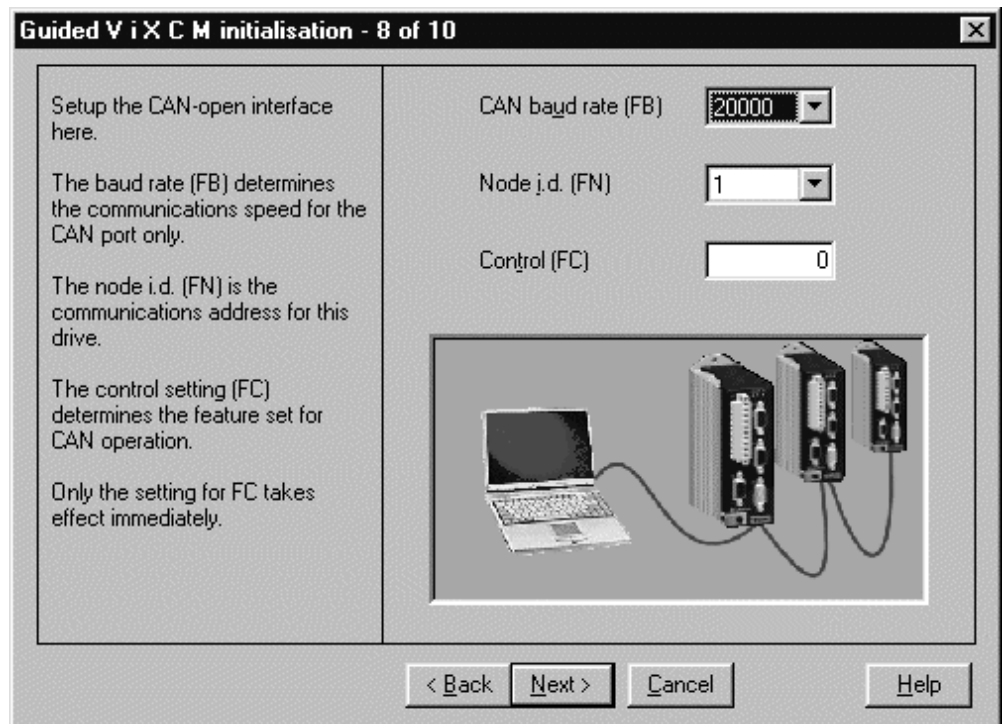 Guided V i X C M initialisation - 8 of 10
Setup the CAN-open interface
here.
The baud rate (FB) determines
the communications speed for the
CAN port only.
The node i.d. (FN) is the
communications address for this
drive.
The control setting (FC)
determines the feature set for
CAN operation.
Only the setting for FC takes
effect immediately.
CAN baud rate (FB) 20000
Node i.d. (FN) 1
Control (FC) 0
< Back Next > Cancel Help